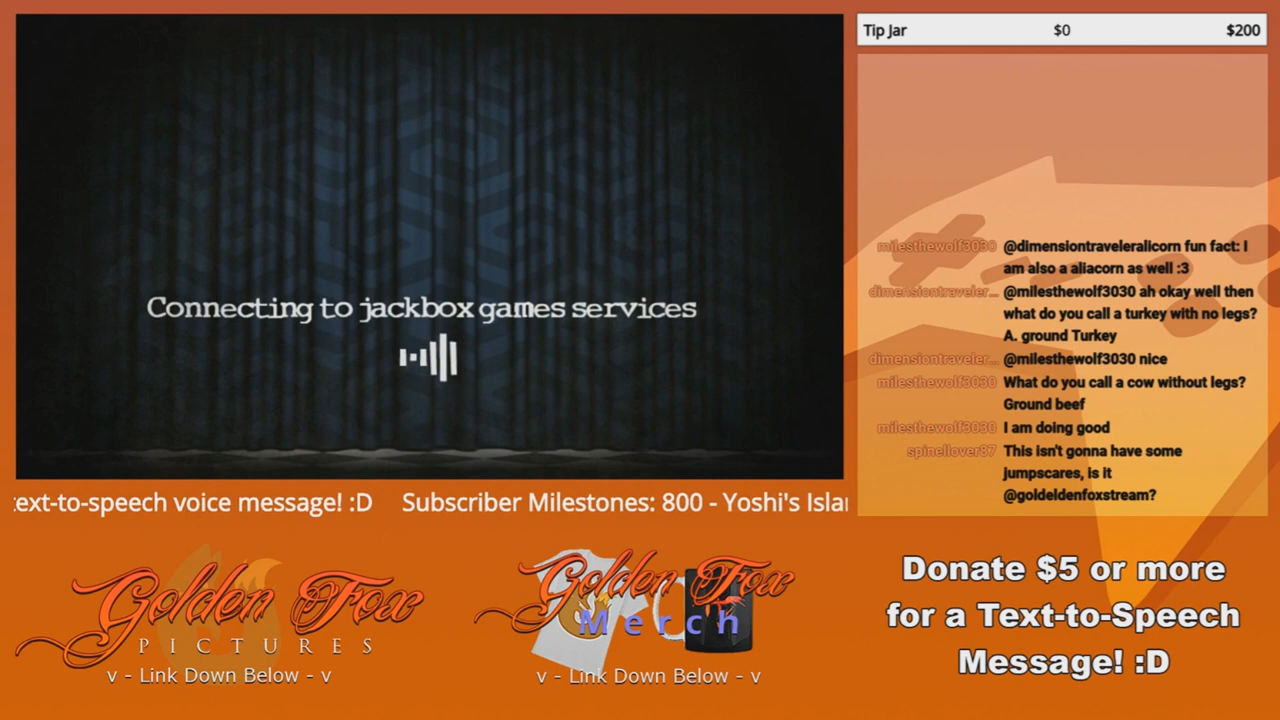 Connecting to jackbox games services
text-to-speech voice message! :D Subscriber Milestones: 800 - Yoshi's Islan
Tip Jar $0 $200
milesthewolf3030 @dimensiontraveleralicorn fun fact: I
am also a aliacorn as well :3
dimensiontraveler... @milesthewolf3030 ah okay well then
what do you call a turkey with no legs?
A. ground Turkey
dimensiontraveler... @milesthewolf3030 nice
milesthewolf3030 What do you call a cow without legs?
Ground beef
milesthewolf3030 I am doing good
spinellover87 This isn't gonna have some
jumpscares, is it
@goldeldenfoxstream?
Golden Fox
PICTURES
v - Link Down Below - v
Golden Fox
Merch
v - Link Down Below - v
Donate $5 or more
for a Text-to-Speech
Message! :D